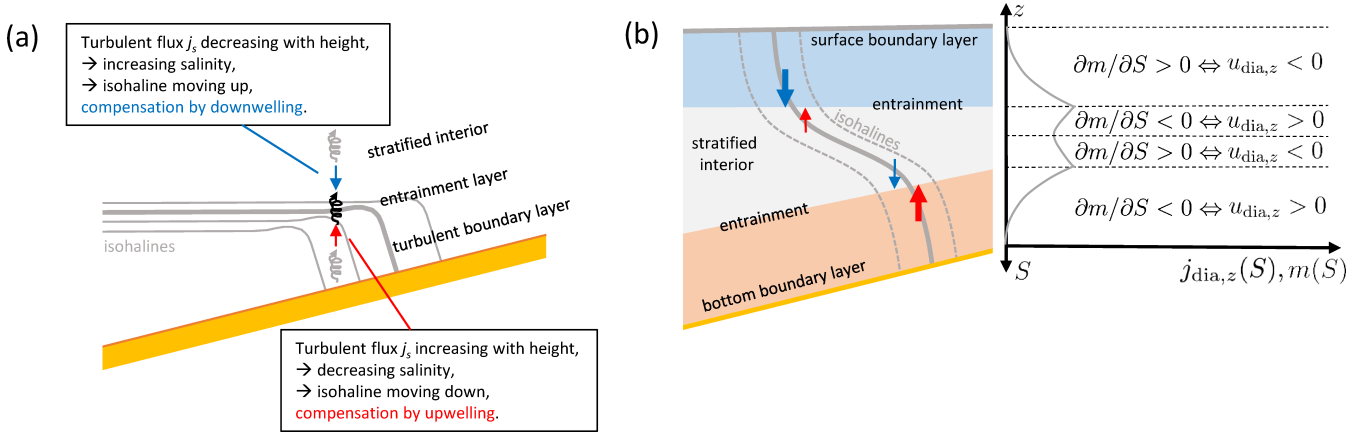 (a)
Turbulent flux js decreasing with height,
→ increasing salinity,
→ isohaline moving up,
compensation by downwelling.
stratified interior
entrainment layer
turbulent boundary layer
isohalines
Turbulent flux js increasing with height,
→ decreasing salinity,
→ isohaline moving down,
compensation by upwelling.
(b)
surface boundary layer
entrainment
isohalines
stratified
interior
entrainment
bottom boundary layer
z
∂m/∂S > 0 ⇔ u_dia,z < 0
∂m/∂S < 0 ⇔ u_dia,z > 0
∂m/∂S > 0 ⇔ u_dia,z < 0
∂m/∂S < 0 ⇔ u_dia,z > 0
S
j_dia,z(S), m(S)